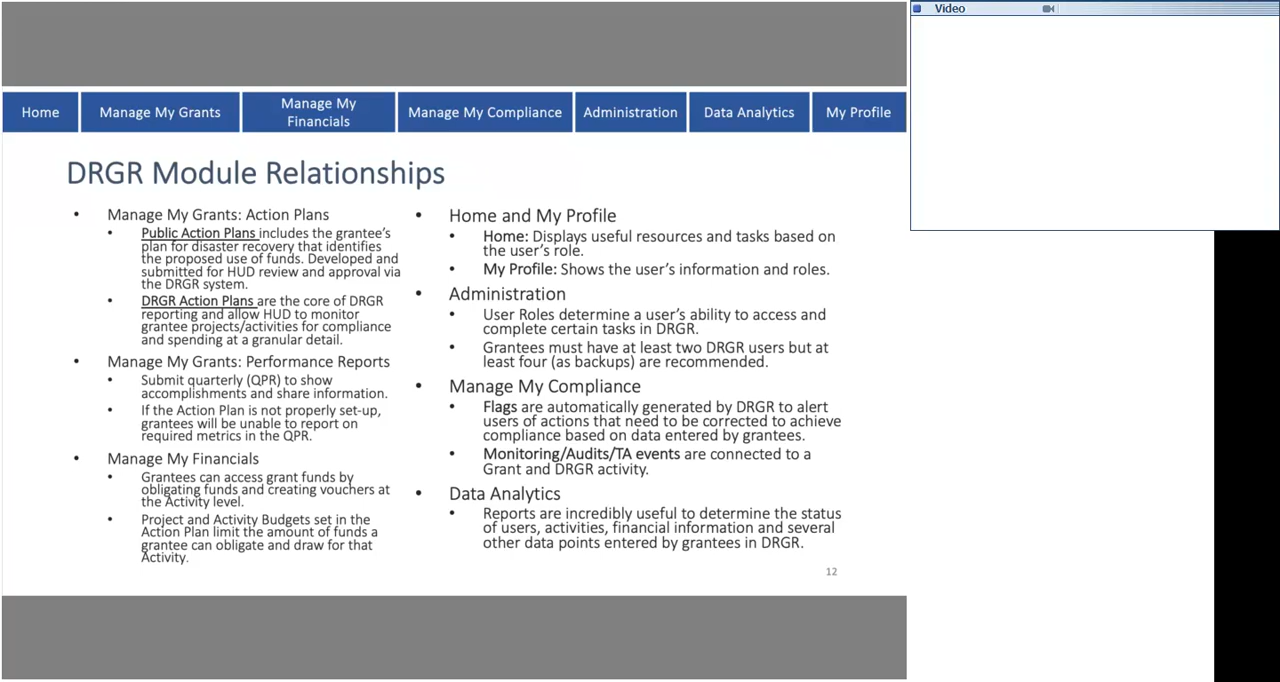 Video
Home
Manage My Grants
Manage My
Financials
Manage My Compliance
Administration
Data Analytics
My Profile
DRGR Module Relationships
• Manage My Grants: Action Plans
• Public Action Plans includes the grantee's
plan for disaster recovery that identifies
the proposed use of funds. Developed and
submitted for HUD review and approval via
the DRGR system.
• DRGR Action Plans are the core of DRGR
reporting and allow HUD to monitor
grantee projects/activities for compliance
and spending at a granular detail.
• Manage My Grants: Performance Reports
• Submit quarterly (QPR) to show
accomplishments and share information.
• If the Action Plan is not properly set-up,
grantees will be unable to report on
required metrics in the QPR.
• Manage My Financials
• Grantees can access grant funds by
obligating funds and creating vouchers at
the Activity level.
• Project and Activity Budgets set in the
Action Plan limit the amount of funds a
grantee can obligate and draw for that
Activity.
• Home and My Profile
• Home: Displays useful resources and tasks based on
the user's role.
• My Profile: Shows the user's information and roles.
• Administration
• User Roles determine a user's ability to access and
complete certain tasks in DRGR.
• Grantees must have at least two DRGR users but at
least four (as backups) are recommended.
• Manage My Compliance
• Flags are automatically generated by DRGR to alert
users of actions that need to be corrected to achieve
compliance based on data entered by grantees.
• Monitoring/Audits/TA events are connected to a
Grant and DRGR activity.
• Data Analytics
• Reports are incredibly useful to determine the status
of users, activities, financial information and several
other data points entered by grantees in DRGR.
12